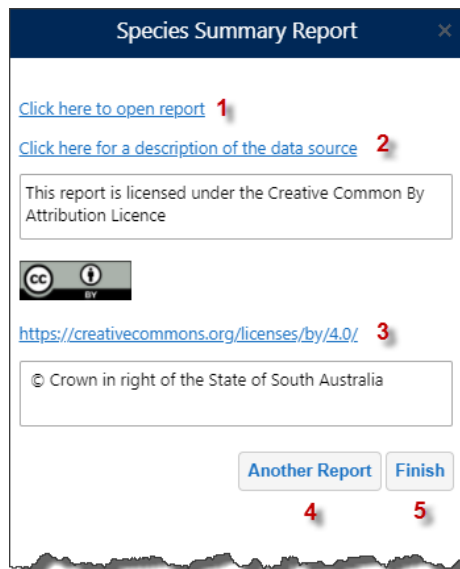 Species Summary Report ×
Click here to open report 1
Click here for a description of the data source 2
This report is licensed under the Creative Common By
Attribution Licence
cc BY
https://creativecommons.org/licenses/by/4.0/ 3
© Crown in right of the State of South Australia
Another Report Finish
4 5